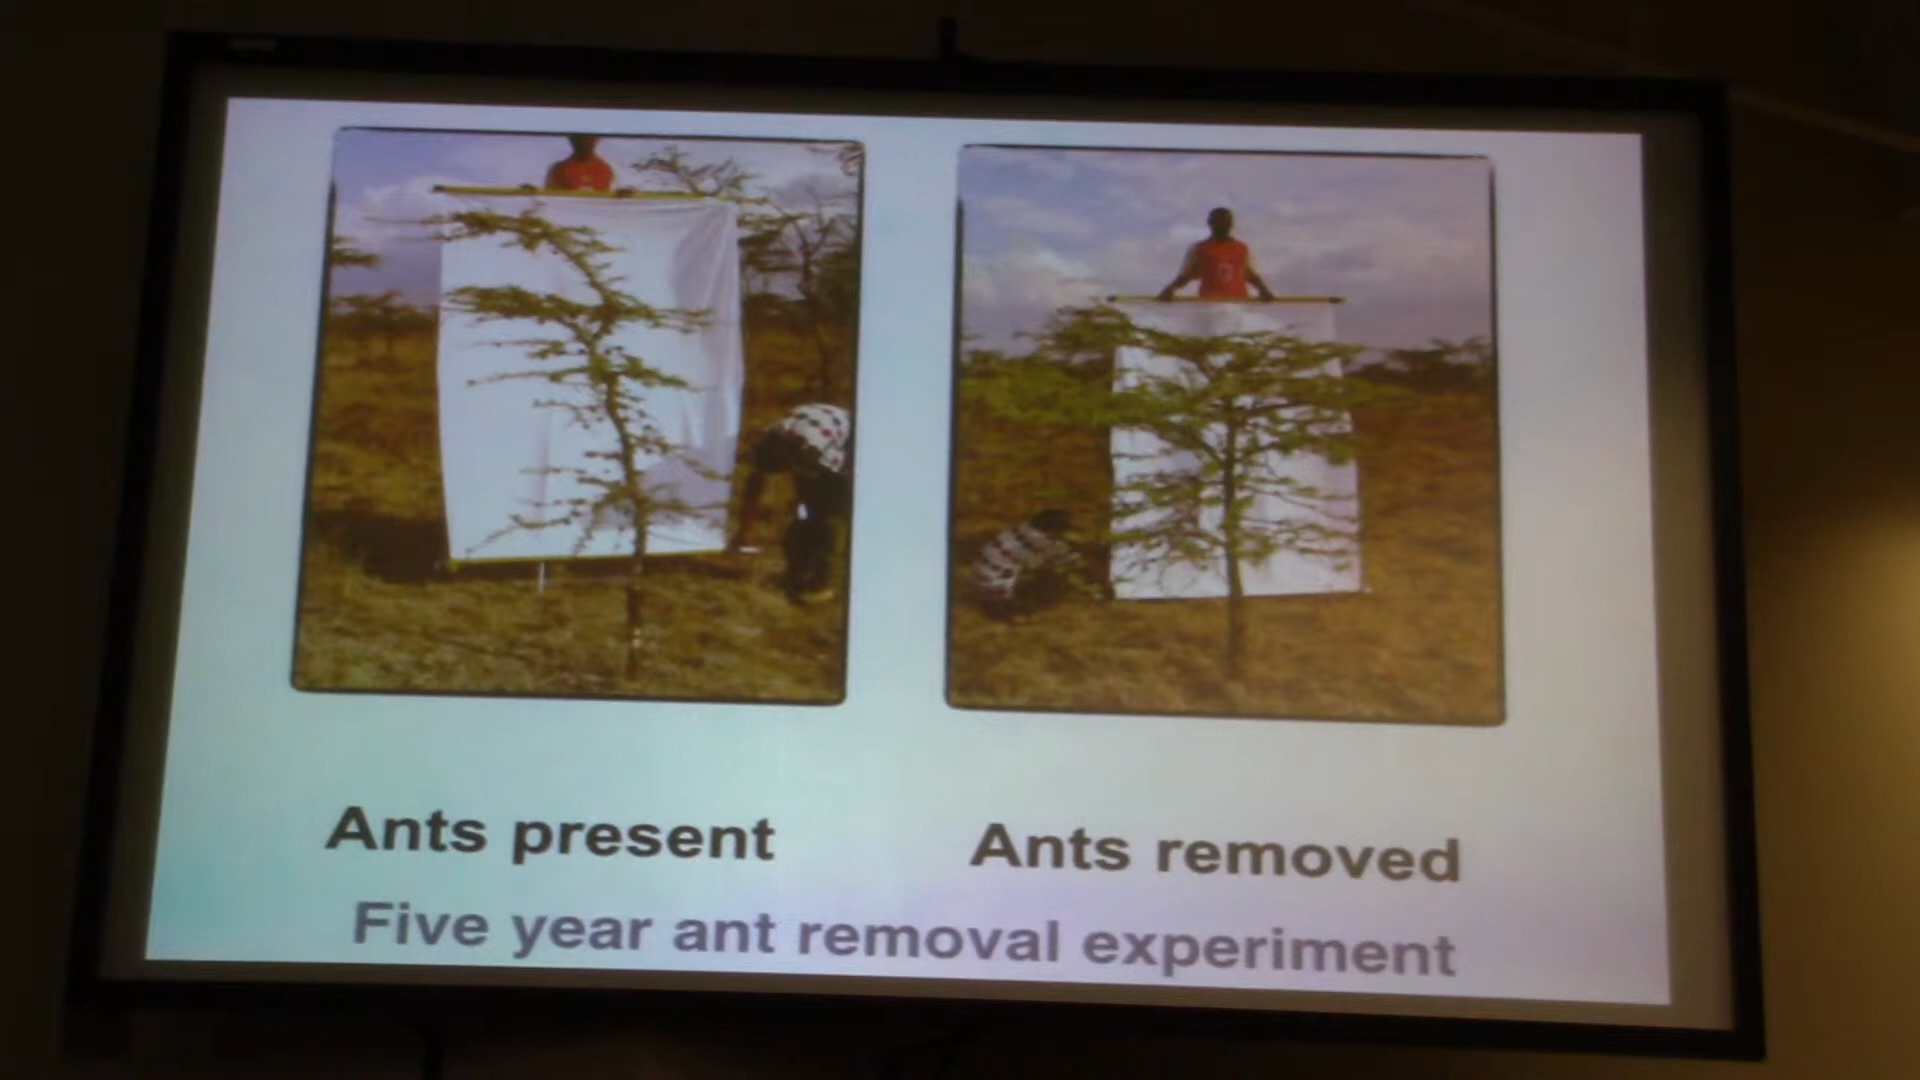 Ants present
Ants removed
Five year ant removal experiment